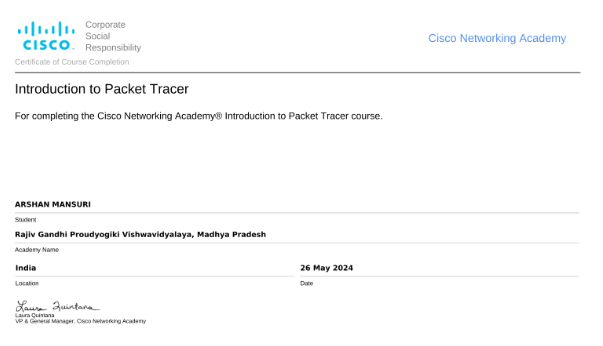 Corporate
Social
Responsibility
CISCO
Cisco Networking Academy
Certificate of Course Completion
Introduction to Packet Tracer
For completing the Cisco Networking Academy® Introduction to Packet Tracer course.
ARSHAN MANSURI
Student
Rajiv Gandhi Proudyogiki Vishwavidyalaya, Madhya Pradesh
Academy Name
India
26 May 2024
Location
Date
Laura Quintana
Laura Quintana
VP & General Manager, Cisco Networking Academy